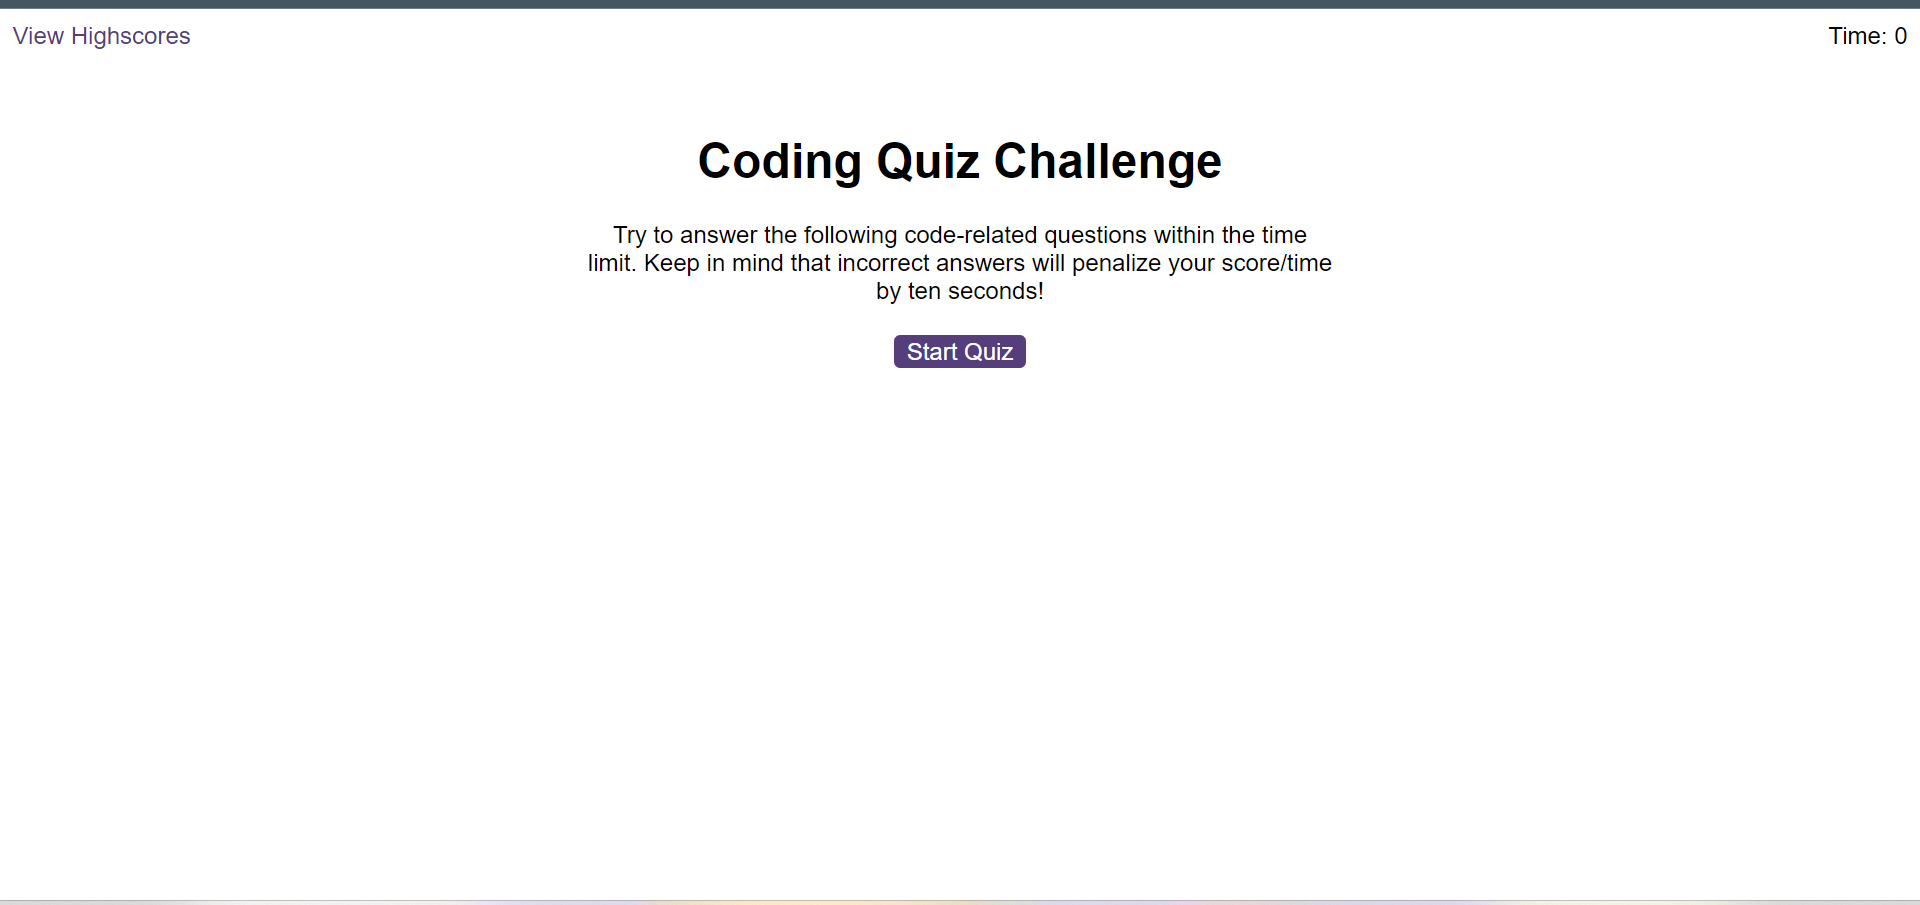 View Highscores
Time: 0
Coding Quiz Challenge
Try to answer the following code-related questions within the time
limit. Keep in mind that incorrect answers will penalize your score/time
by ten seconds!
Start Quiz